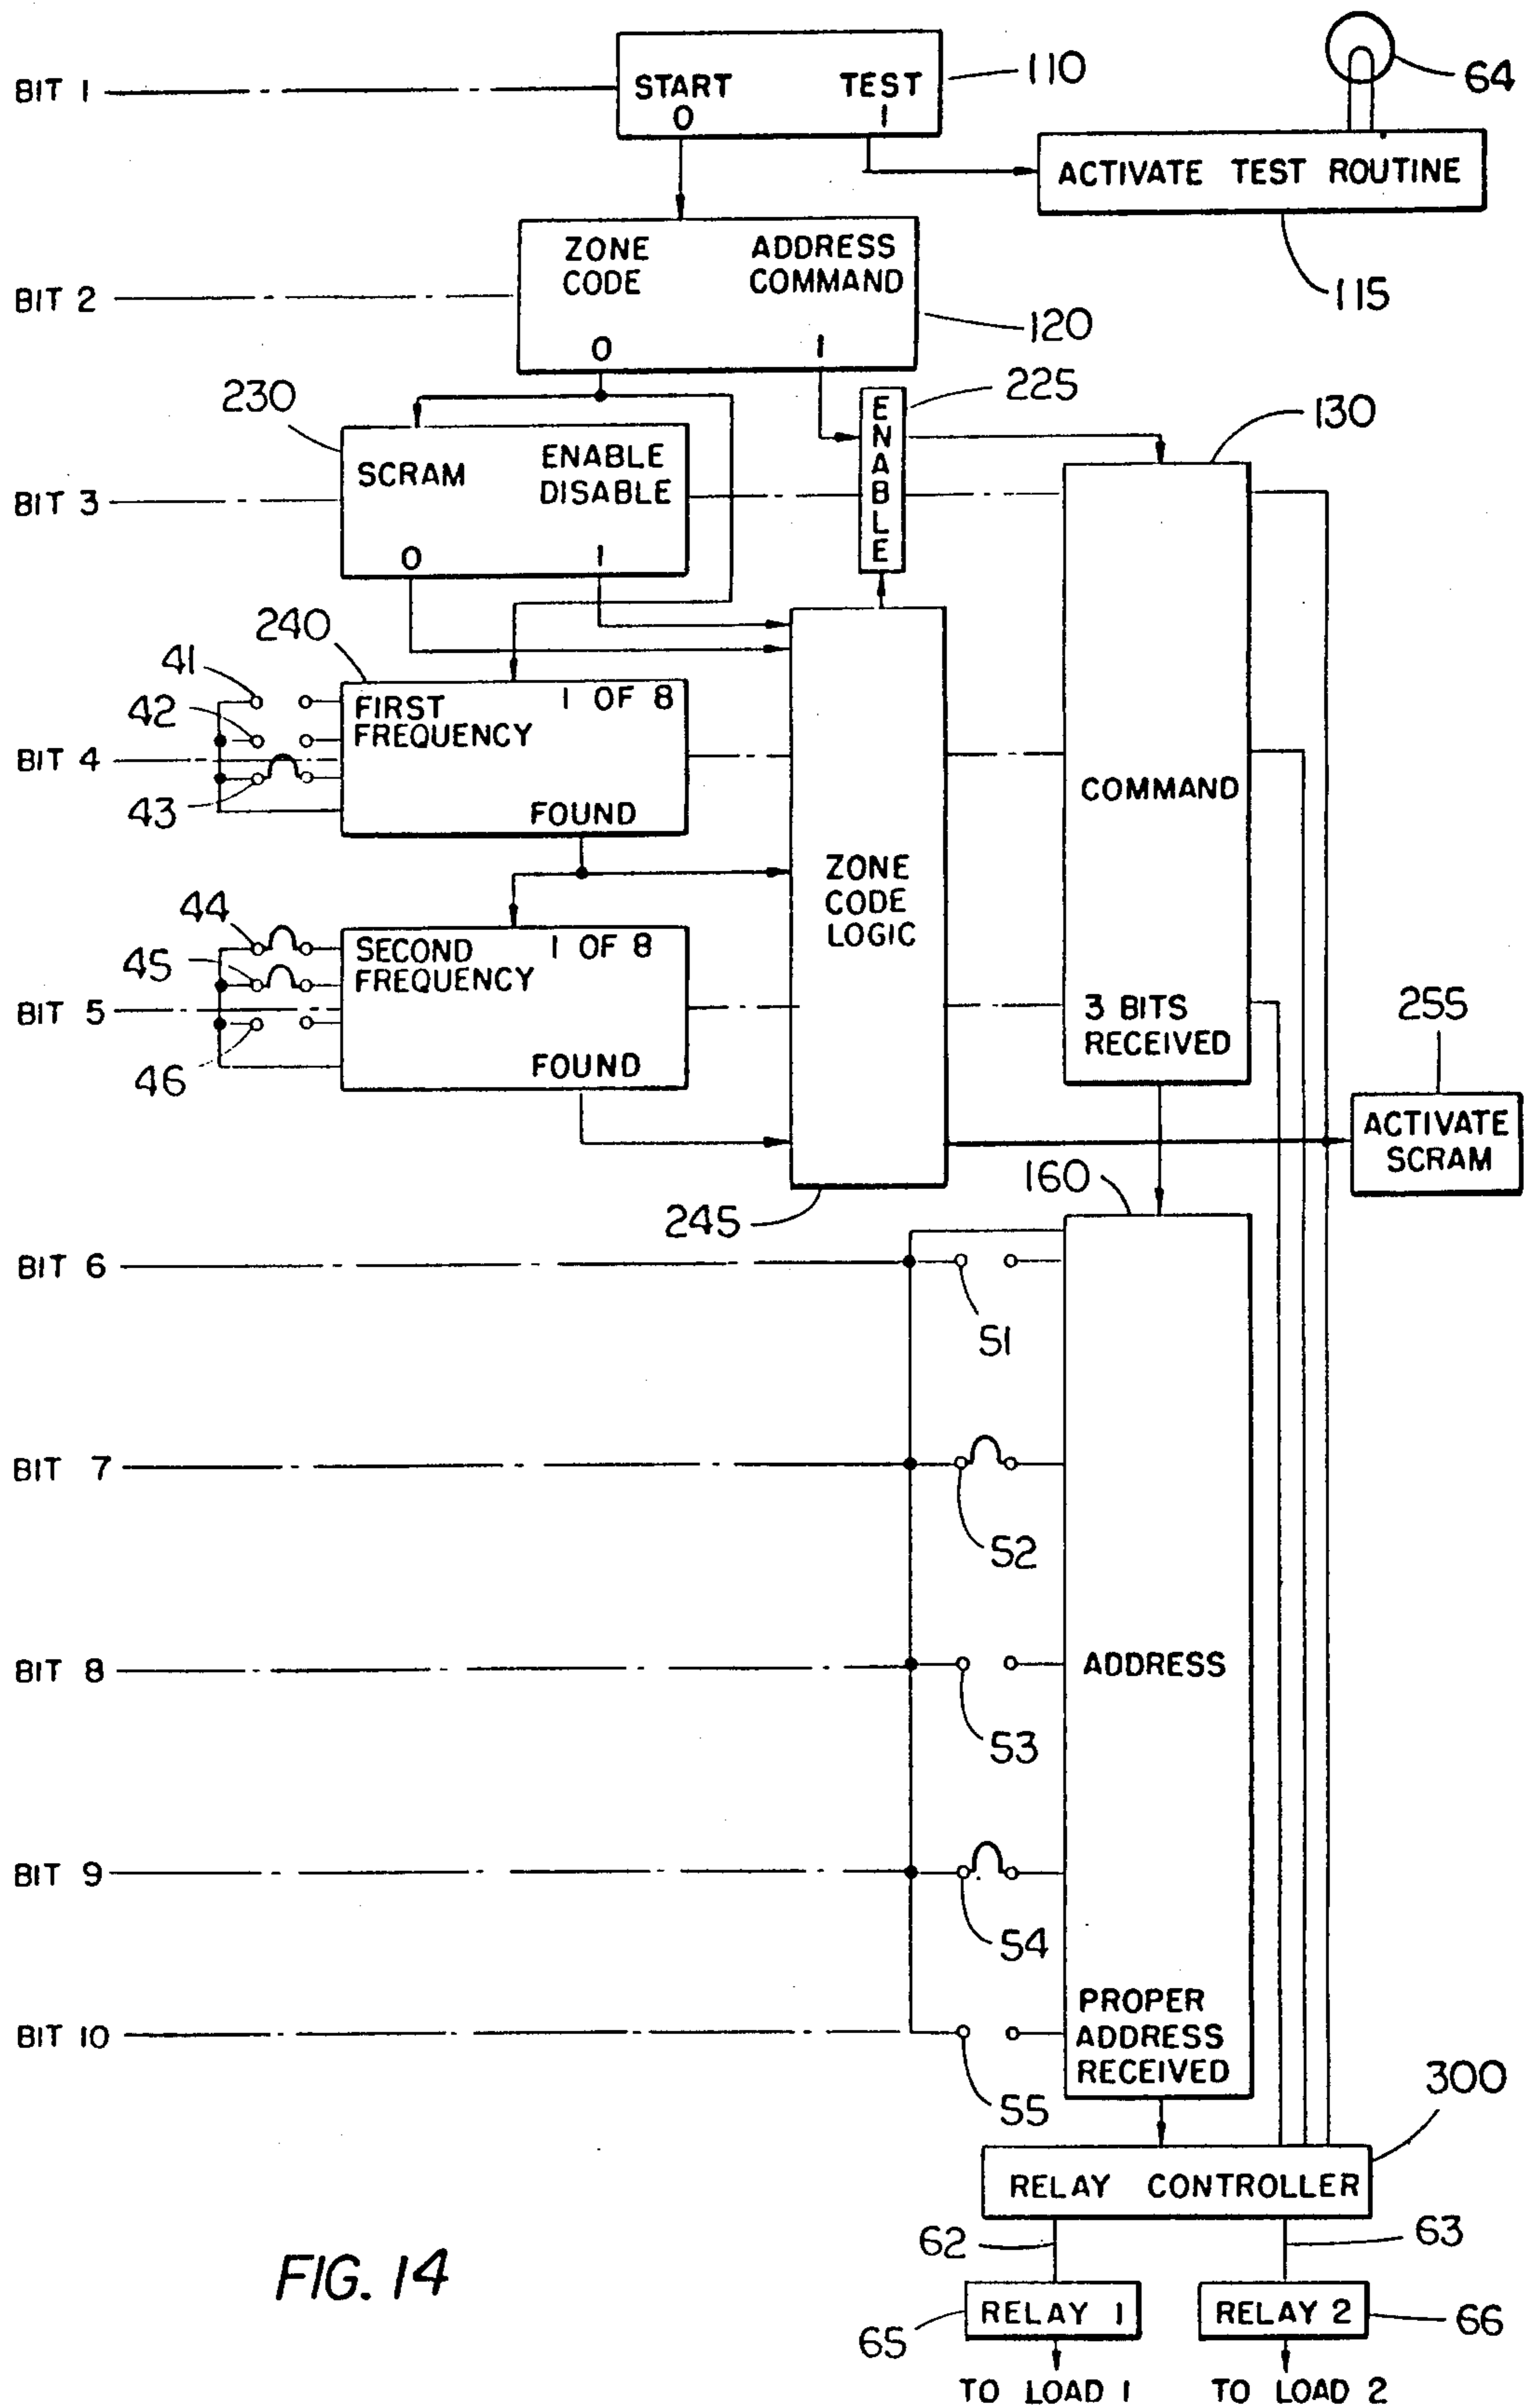 BIT 1
START TEST
0 1
110
64
ACTIVATE TEST ROUTINE
115
BIT 2
ZONE CODE
ADDRESS COMMAND
0 1
120
225
ENABLE
230
BIT 3
SCRAM
ENABLE DISABLE
0 1
130
COMMAND
3 BITS RECEIVED
240
41
42
43
BIT 4
FIRST FREQUENCY
1 OF 8
FOUND
ZONE CODE LOGIC
245
44
45
46
BIT 5
SECOND FREQUENCY
1 OF 8
FOUND
255
ACTIVATE SCRAM
160
BIT 6
S1
BIT 7
S2
BIT 8
S3
ADDRESS
BIT 9
S4
BIT 10
S5
PROPER ADDRESS RECEIVED
300
RELAY CONTROLLER
62
63
RELAY 1
65
RELAY 2
66
TO LOAD 1
TO LOAD 2
FIG. 14